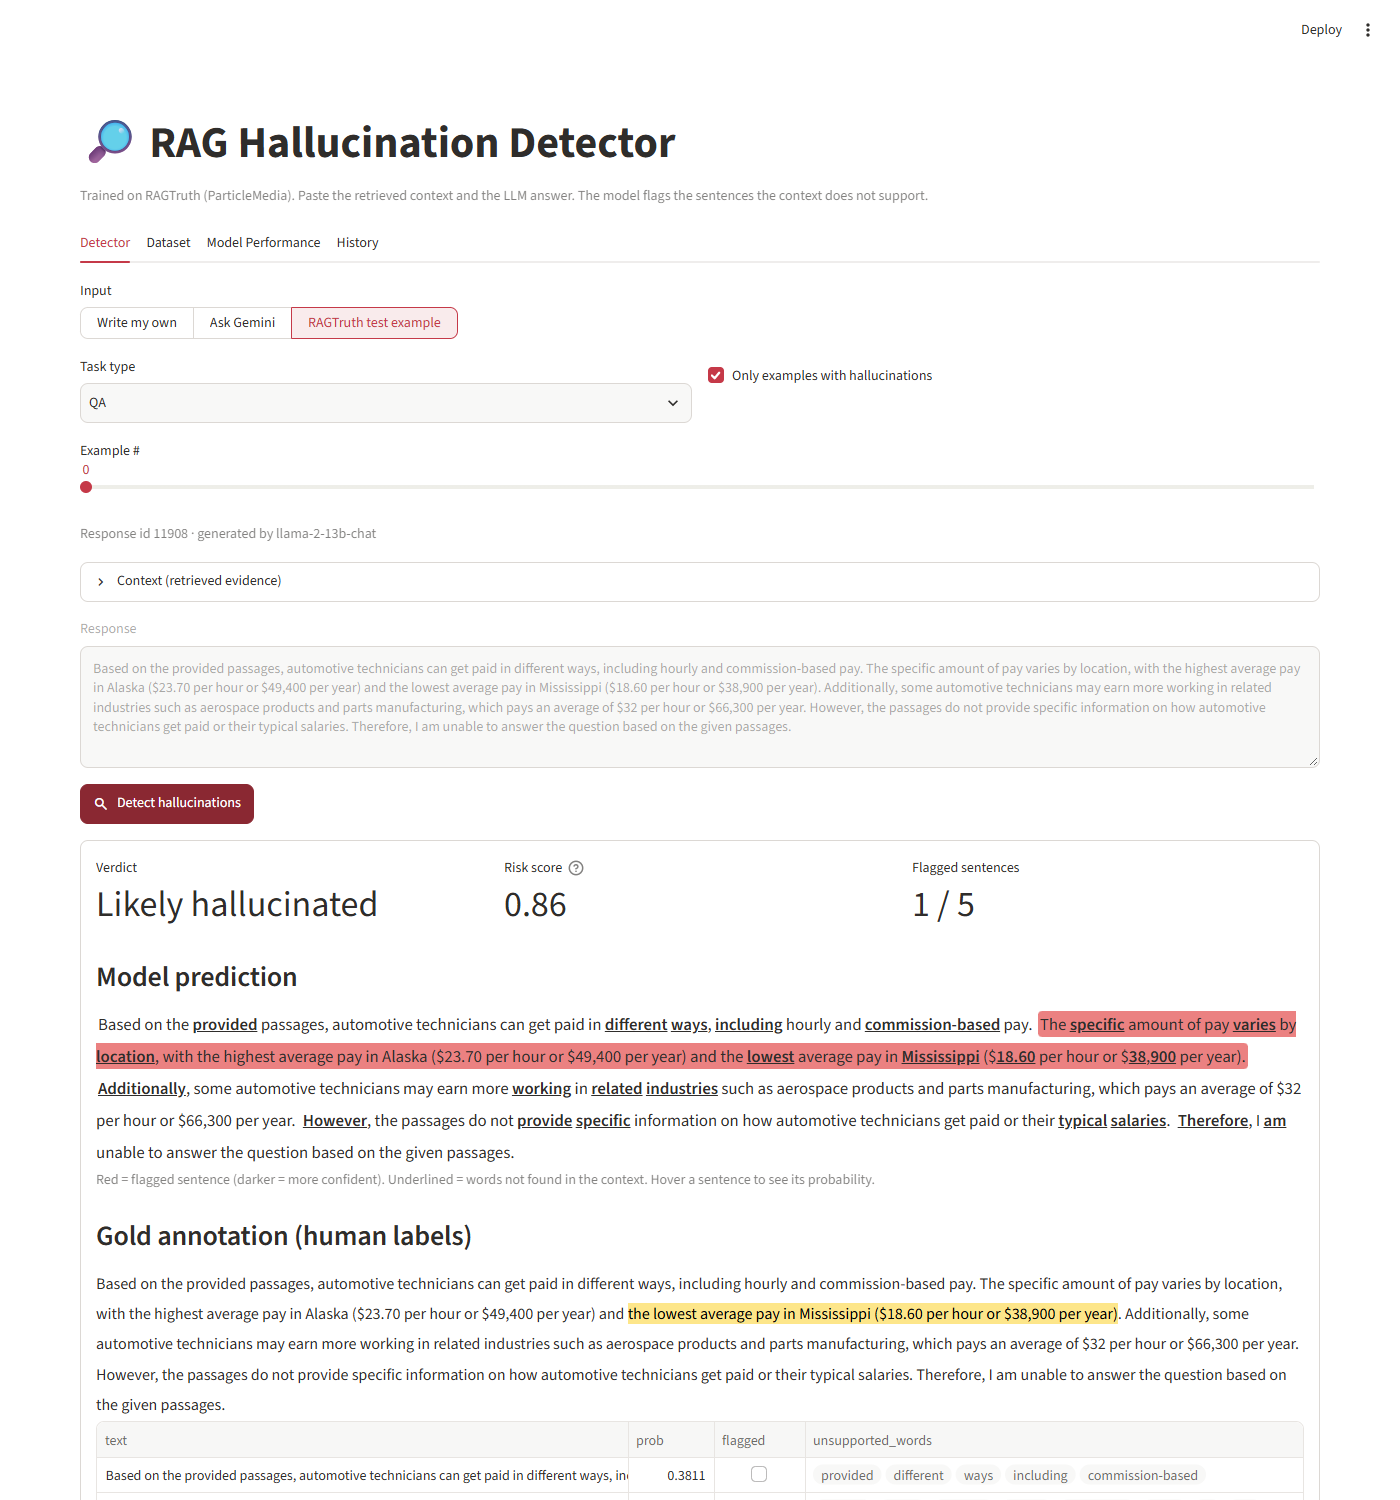 Deploy
RAG Hallucination Detector
Trained on RAGTruth (ParticleMedia). Paste the retrieved context and the LLM answer. The model flags the sentences the context does not support.
Detector Dataset Model Performance History
Input
Write my own Ask Gemini RAGTruth test example
Task type
Only examples with hallucinations
QA
Example #
0
Response id 11908 · generated by llama-2-13b-chat
Context (retrieved evidence)
Response
Based on the provided passages, automotive technicians can get paid in different ways, including hourly and commission-based pay. The specific amount of pay varies by location, with the highest average pay
in Alaska ($23.70 per hour or $49,400 per year) and the lowest average pay in Mississippi ($18.60 per hour or $38,900 per year). Additionally, some automotive technicians may earn more working in related
industries such as aerospace products and parts manufacturing, which pays an average of $32 per hour or $66,300 per year. However, the passages do not provide specific information on how automotive
technicians get paid or their typical salaries. Therefore, I am unable to answer the question based on the given passages.
Detect hallucinations
Verdict Risk score Flagged sentences
Likely hallucinated 0.86 1 / 5
Model prediction
Based on the provided passages, automotive technicians can get paid in different ways, including hourly and commission-based pay. The specific amount of pay varies by
location, with the highest average pay in Alaska ($23.70 per hour or $49,400 per year) and the lowest average pay in Mississippi ($18.60 per hour or $38,900 per year).
Additionally, some automotive technicians may earn more working in related industries such as aerospace products and parts manufacturing, which pays an average of $32
per hour or $66,300 per year. However, the passages do not provide specific information on how automotive technicians get paid or their typical salaries. Therefore, I am
unable to answer the question based on the given passages.
Red = flagged sentence (darker = more confident). Underlined = words not found in the context. Hover a sentence to see its probability.
Gold annotation (human labels)
Based on the provided passages, automotive technicians can get paid in different ways, including hourly and commission-based pay. The specific amount of pay varies by location,
with the highest average pay in Alaska ($23.70 per hour or $49,400 per year) and the lowest average pay in Mississippi ($18.60 per hour or $38,900 per year). Additionally, some
automotive technicians may earn more working in related industries such as aerospace products and parts manufacturing, which pays an average of $32 per hour or $66,300 per year.
However, the passages do not provide specific information on how automotive technicians get paid or their typical salaries. Therefore, I am unable to answer the question based on
the given passages.
text prob flagged unsupported_words
Based on the provided passages, automotive technicians can get paid in different ways, inc 0.3811 provided different ways including commission-based